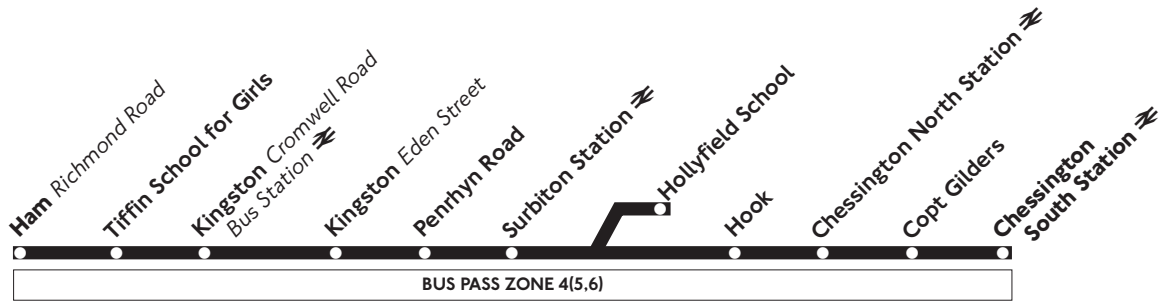 Ham Richmond Road
Tiffin School for Girls
Kingston Cromwell Road
Bus Station
Kingston Eden Street
Penrhyn Road
Surbiton Station
Hollyfield School
Hook
Chessington North Station
Copt Gilders
Chessington
South Station
BUS PASS ZONE 4(5,6)